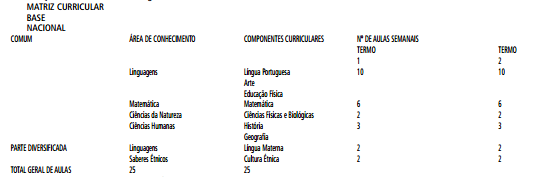 MATRIZ CURRICULAR
BASE
NACIONAL
COMUM ÁREA DE CONHECIMENTO COMPONENTES CURRICULARES Nº DE AULAS SEMANAIS
TERMO TERMO
1 2
Linguagens Língua Portuguesa 10 10
Arte
Educação Física
Matemática Matemática 6 6
Ciências da Natureza Ciências Físicas e Biológicas 2 2
Ciências Humanas História 3 3
Geografia
PARTE DIVERSIFICADA Linguagens Língua Materna 2 2
Saberes Étnicos Cultura Étnica 2 2
TOTAL GERAL DE AULAS 25 25